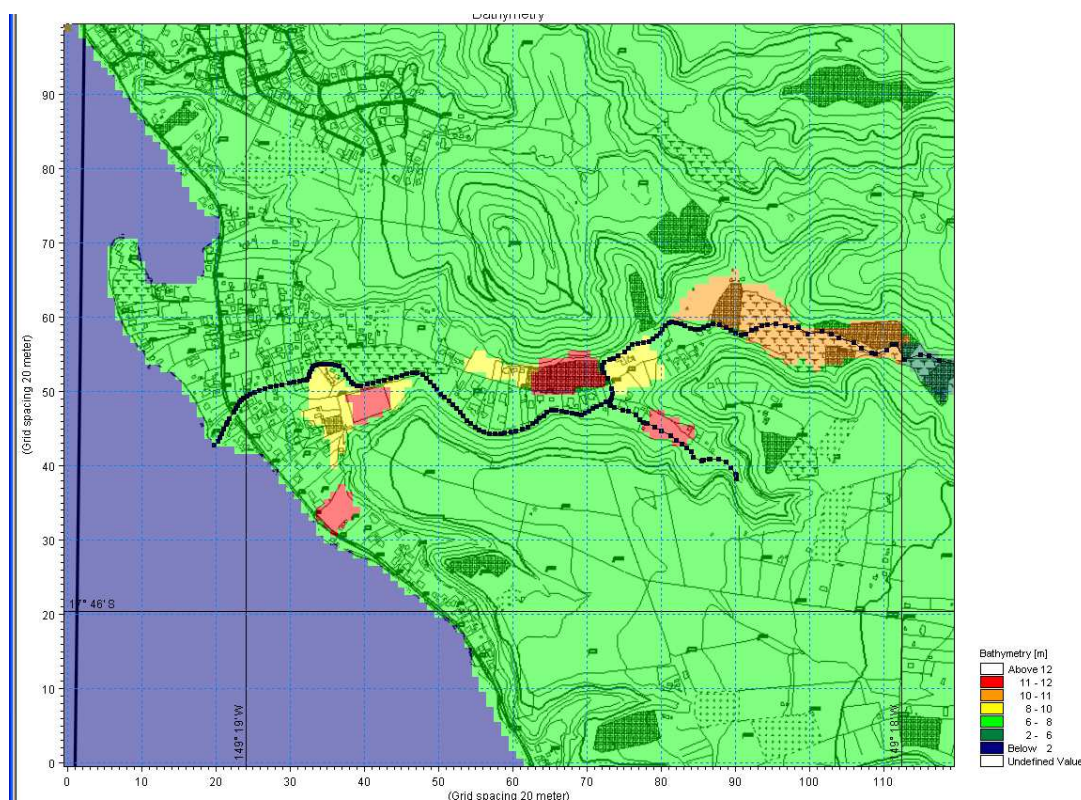 Bathymetry
(Grid spacing 20 meter)
90
80
70
60
50
40
30
20
10
0
17° 46' S
149° 19' W
149° 18' W
0 10 20 30 40 50 60 70 80 90 100 110
(Grid spacing 20 meter)
Bathymetry [m]
Above 12
11 - 12
10 - 11
8 - 10
6 - 8
2 - 6
Below 2
Undefined Value